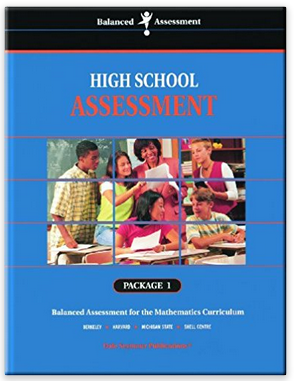 Balanced Assessment
HIGH SCHOOL
ASSESSMENT
PACKAGE 1
Balanced Assessment for the Mathematics Curriculum
BERKELEY • HARVARD • MICHIGAN STATE • SHELL CENTRE